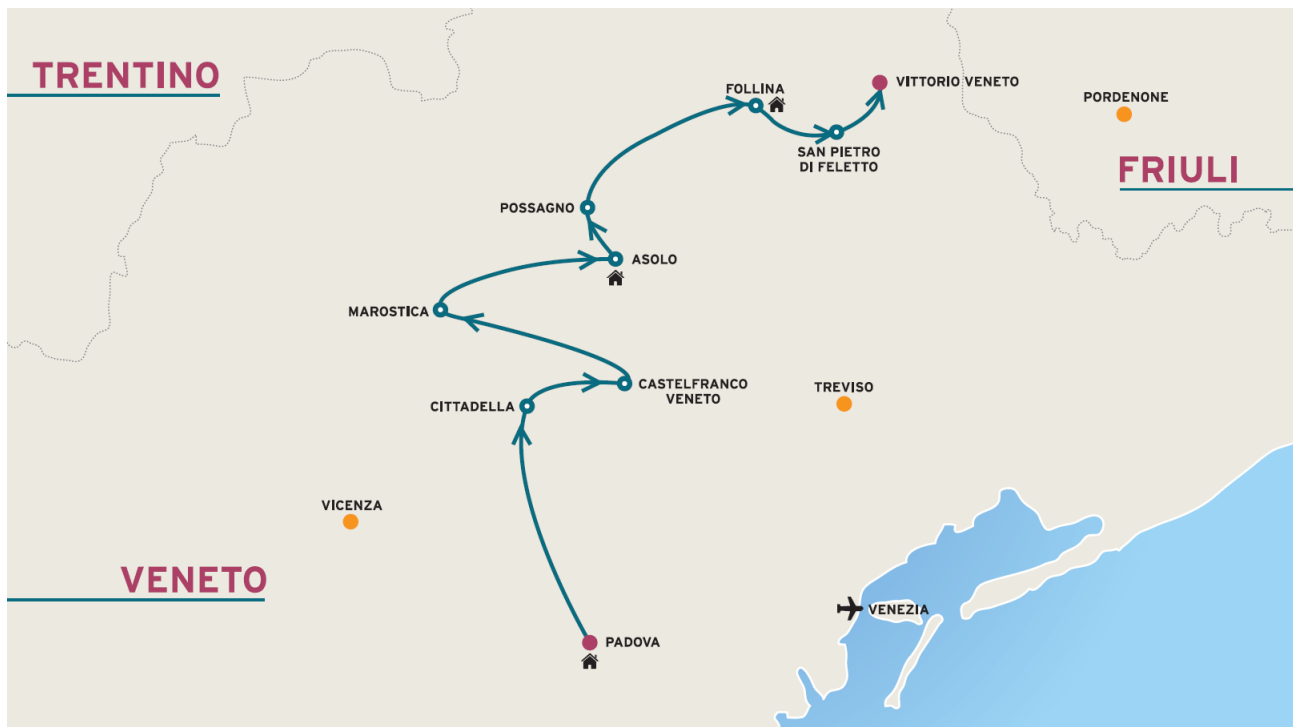 TRENTINO
FOLLINA
VITTORIO VENETO
PORDENONE
SAN PIETRO
DI FELETTO
FRIULI
POSSAGNO
ASOLO
MAROSTICA
CASTELFRANCO
VENETO
TREVISO
CITTADELLA
VICENZA
VENETO
VENEZIA
PADOVA